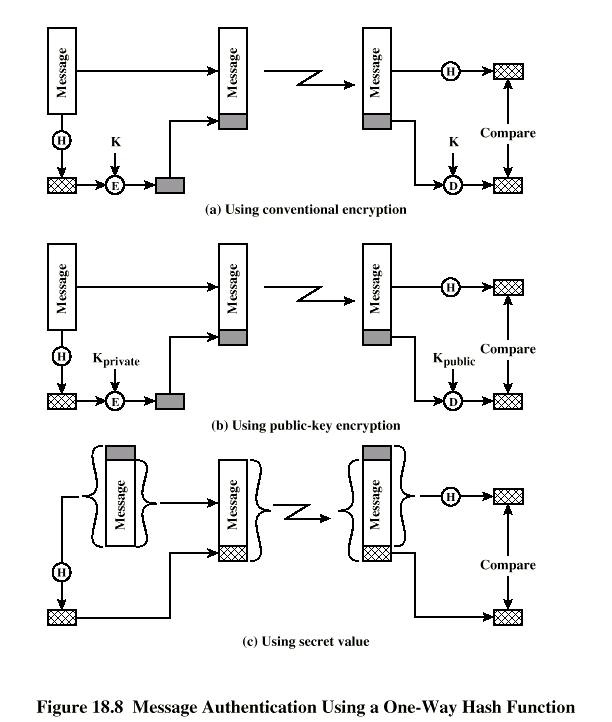 Message
Message
Message
H
H
K
K
Compare
E
D
(a) Using conventional encryption
Message
Message
Message
H
H
Kprivate
Kpublic
Compare
E
D
(b) Using public-key encryption
Message
Message
Message
H
H
Compare
(c) Using secret value
Figure 18.8 Message Authentication Using a One-Way Hash Function